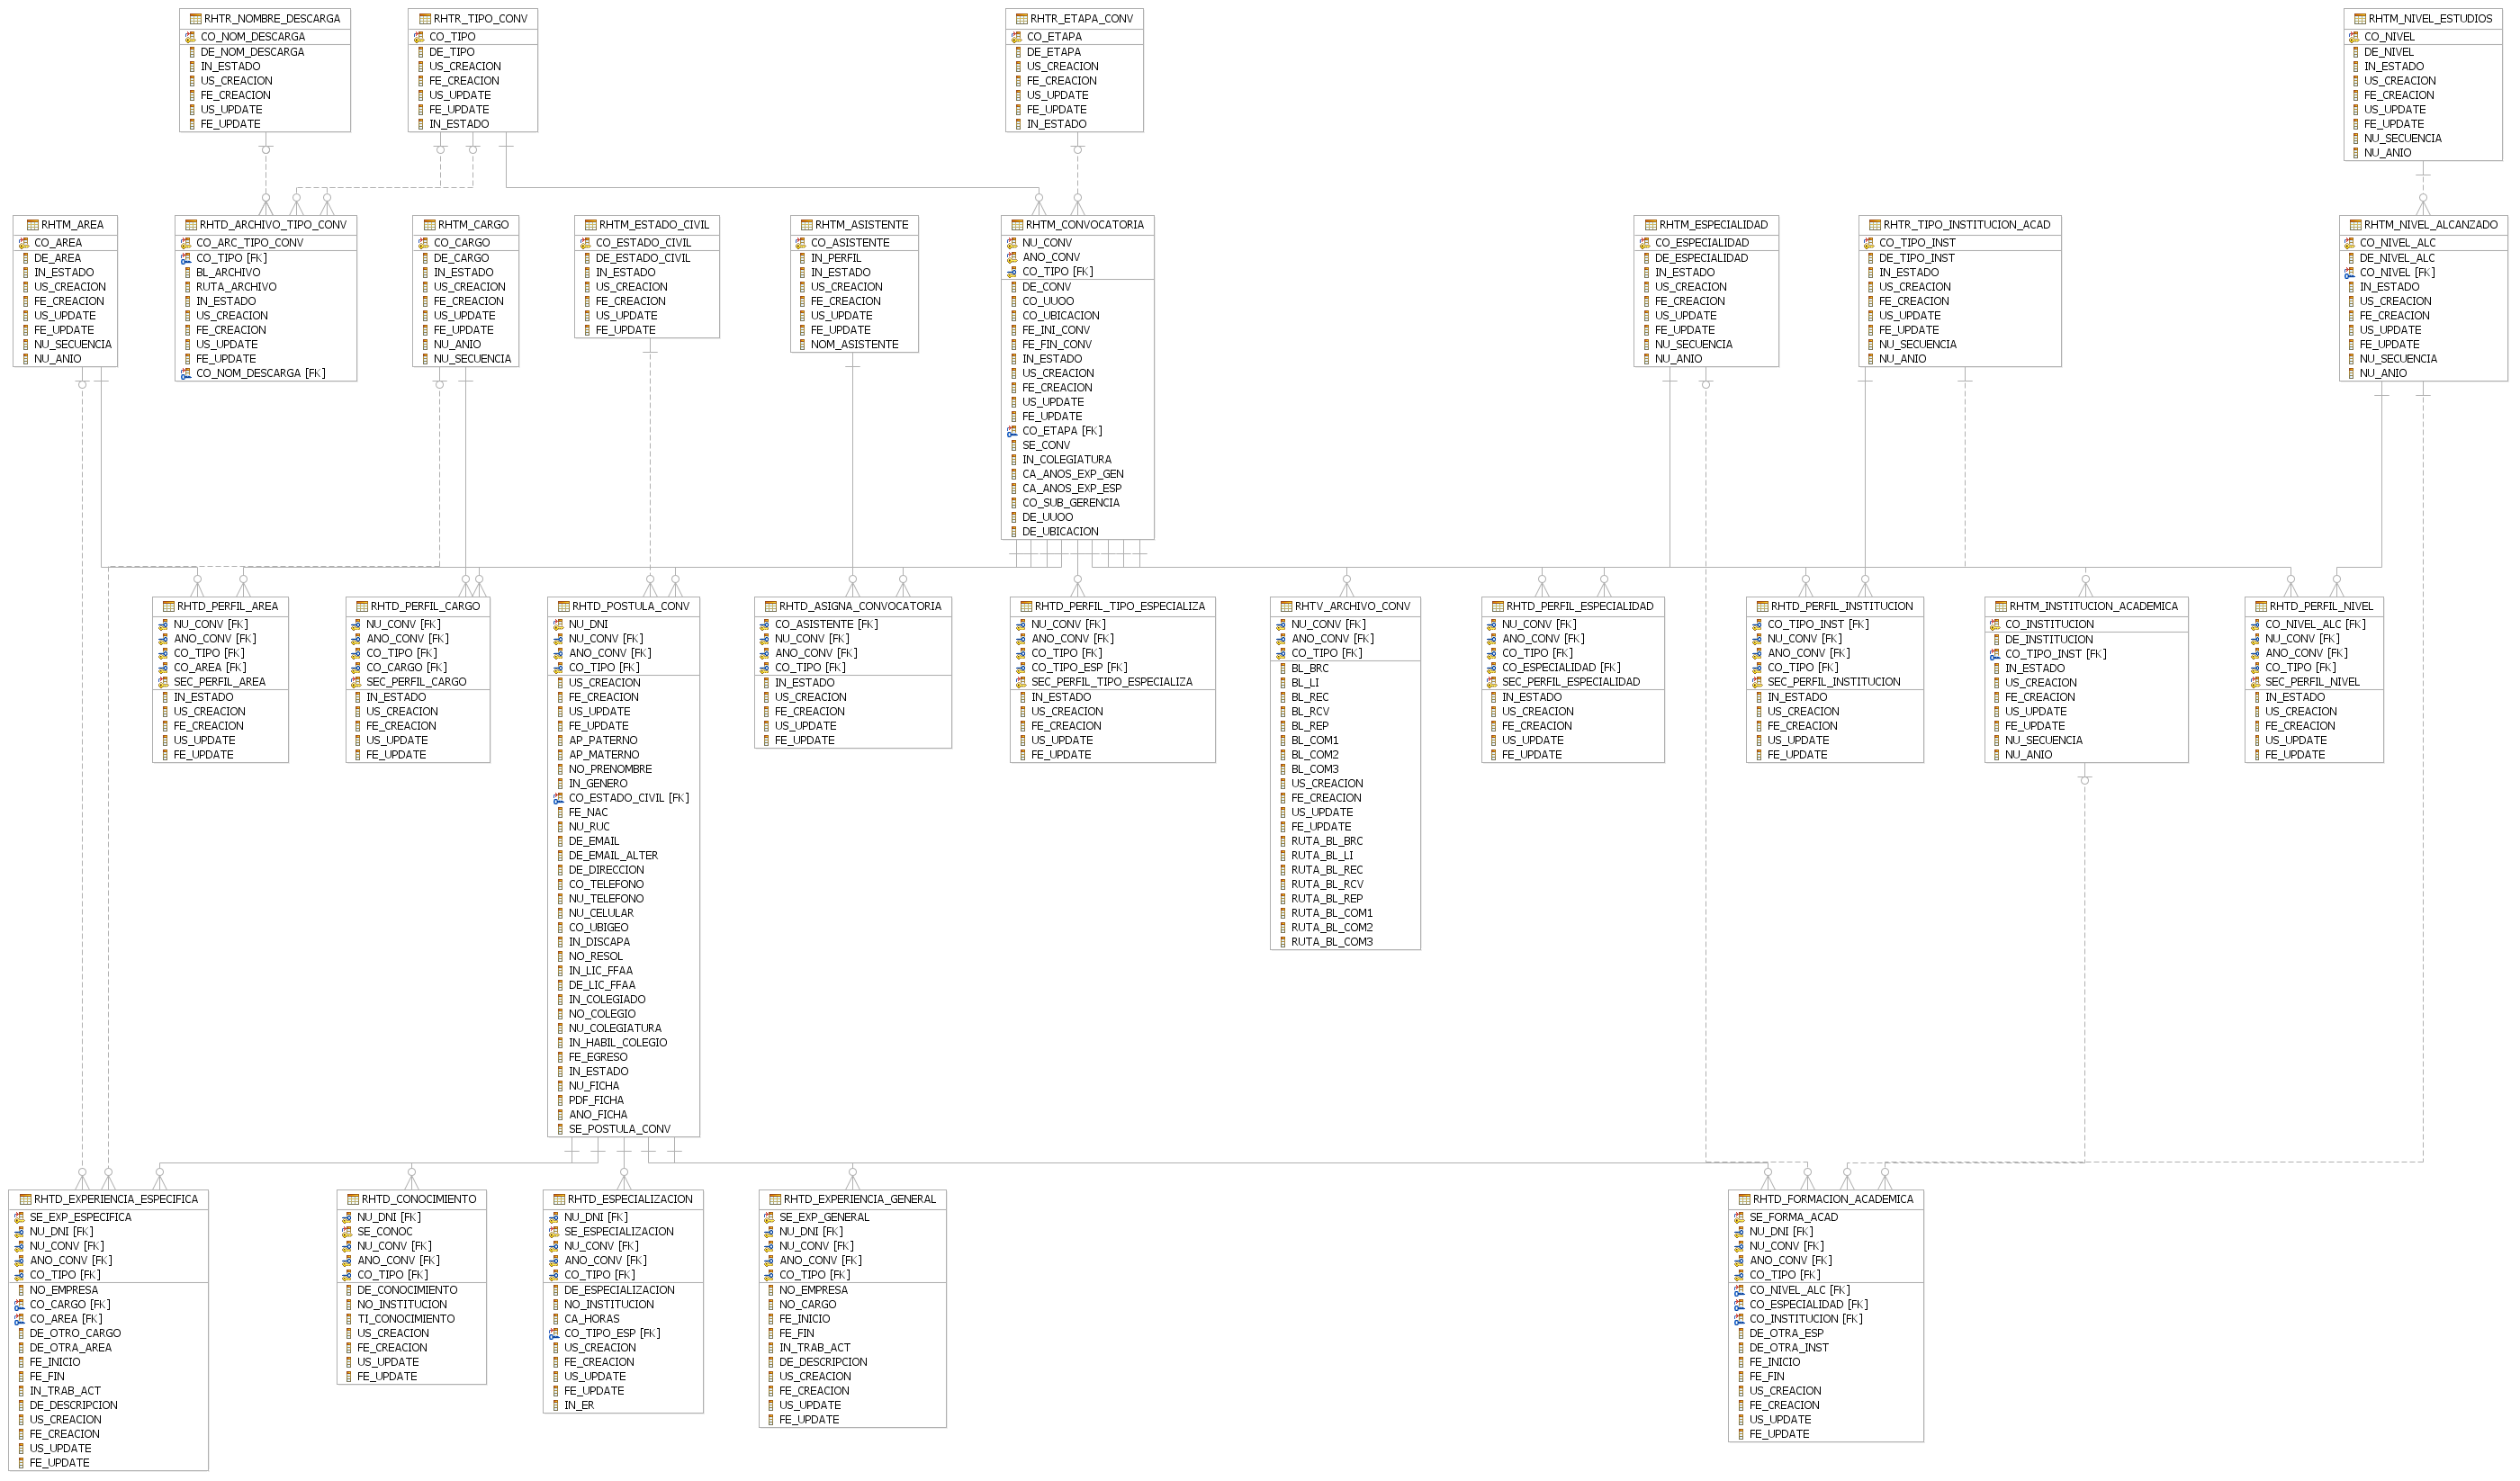 RHTR_NOMBRE_DESCARGA
CO_NOM_DESCARGA
DE_NOM_DESCARGA
IN_ESTADO
US_CREACION
FE_CREACION
US_UPDATE
FE_UPDATE
RHTR_TIPO_CONV
CO_TIPO
DE_TIPO
US_CREACION
FE_CREACION
US_UPDATE
FE_UPDATE
IN_ESTADO
RHTR_ETAPA_CONV
CO_ETAPA
DE_ETAPA
US_CREACION
FE_CREACION
US_UPDATE
FE_UPDATE
IN_ESTADO
RHTM_NIVEL_ESTUDIOS
CO_NIVEL
DE_NIVEL
IN_ESTADO
US_CREACION
FE_CREACION
US_UPDATE
FE_UPDATE
NU_SECUENCIA
NU_ANIO
RHTM_AREA
CO_AREA
DE_AREA
IN_ESTADO
US_CREACION
FE_CREACION
US_UPDATE
FE_UPDATE
NU_SECUENCIA
NU_ANIO
RHTD_ARCHIVO_TIPO_CONV
CO_ARC_TIPO_CONV
CO_TIPO [FK]
BL_ARCHIVO
RUTA_ARCHIVO
IN_ESTADO
US_CREACION
FE_CREACION
US_UPDATE
FE_UPDATE
CO_NOM_DESCARGA [FK]
RHTM_CARGO
CO_CARGO
DE_CARGO
IN_ESTADO
US_CREACION
FE_CREACION
US_UPDATE
FE_UPDATE
NU_ANIO
NU_SECUENCIA
RHTM_ESTADO_CIVIL
CO_ESTADO_CIVIL
DE_ESTADO_CIVIL
IN_ESTADO
US_CREACION
FE_CREACION
US_UPDATE
FE_UPDATE
RHTM_ASISTENTE
CO_ASISTENTE
IN_PERFIL
IN_ESTADO
US_CREACION
FE_CREACION
US_UPDATE
FE_UPDATE
NOM_ASISTENTE
RHTM_CONVOCATORIA
NU_CONV
ANO_CONV
CO_TIPO [FK]
DE_CONV
CO_UUOO
CO_UBICACION
FE_INI_CONV
FE_FIN_CONV
IN_ESTADO
US_CREACION
FE_CREACION
US_UPDATE
FE_UPDATE
CO_ETAPA [FK]
SE_CONV
IN_COLEGIATURA
CA_ANOS_EXP_GEN
CA_ANOS_EXP_ESP
CO_SUB_GERENCIA
DE_UUOO
DE_UBICACION
RHTM_ESPECIALIDAD
CO_ESPECIALIDAD
DE_ESPECIALIDAD
IN_ESTADO
US_CREACION
FE_CREACION
US_UPDATE
FE_UPDATE
NU_SECUENCIA
NU_ANIO
RHTR_TIPO_INSTITUCION_ACAD
CO_TIPO_INST
DE_TIPO_INST
IN_ESTADO
US_CREACION
FE_CREACION
US_UPDATE
FE_UPDATE
NU_SECUENCIA
NU_ANIO
RHTM_NIVEL_ALCANZADO
CO_NIVEL_ALC
DE_NIVEL_ALC
CO_NIVEL [FK]
IN_ESTADO
US_CREACION
FE_CREACION
US_UPDATE
FE_UPDATE
NU_SECUENCIA
NU_ANIO
RHTD_PERFIL_AREA
NU_CONV [FK]
ANO_CONV [FK]
CO_TIPO [FK]
CO_AREA [FK]
SEC_PERFIL_AREA
IN_ESTADO
US_CREACION
FE_CREACION
US_UPDATE
FE_UPDATE
RHTD_PERFIL_CARGO
NU_CONV [FK]
ANO_CONV [FK]
CO_TIPO [FK]
CO_CARGO [FK]
SEC_PERFIL_CARGO
IN_ESTADO
US_CREACION
FE_CREACION
US_UPDATE
FE_UPDATE
RHTD_POSTULA_CONV
NU_DNI
NU_CONV [FK]
ANO_CONV [FK]
CO_TIPO [FK]
US_CREACION
FE_CREACION
US_UPDATE
FE_UPDATE
AP_PATERNO
AP_MATERNO
NO_PRENOMBRE
IN_GENERO
CO_ESTADO_CIVIL [FK]
FE_NAC
NU_RUC
DE_EMAIL
DE_EMAIL_ALTER
DE_DIRECCION
CO_TELEFONO
NU_TELEFONO
NU_CELULAR
CO_UBIGEO
IN_DISCAPA
NO_RESOL
IN_LIC_FFAA
DE_LIC_FFAA
IN_COLEGIADO
NO_COLEGIO
NU_COLEGIATURA
IN_HABIL_COLEGIO
FE_EGRESO
IN_ESTADO
NU_FICHA
PDF_FICHA
ANO_FICHA
SE_POSTULA_CONV
RHTD_ASIGNA_CONVOCATORIA
CO_ASISTENTE [FK]
NU_CONV [FK]
ANO_CONV [FK]
CO_TIPO [FK]
IN_ESTADO
US_CREACION
FE_CREACION
US_UPDATE
FE_UPDATE
RHTD_PERFIL_TIPO_ESPECIALIZA
NU_CONV [FK]
ANO_CONV [FK]
CO_TIPO [FK]
CO_TIPO_ESP [FK]
SEC_PERFIL_TIPO_ESPECIALIZA
IN_ESTADO
US_CREACION
FE_CREACION
US_UPDATE
FE_UPDATE
RHTV_ARCHIVO_CONV
NU_CONV [FK]
ANO_CONV [FK]
CO_TIPO [FK]
BL_BRC
BL_LI
BL_REC
BL_RCV
BL_REP
BL_COM1
BL_COM2
BL_COM3
US_CREACION
FE_CREACION
US_UPDATE
FE_UPDATE
RUTA_BL_BRC
RUTA_BL_LI
RUTA_BL_REC
RUTA_BL_RCV
RUTA_BL_REP
RUTA_BL_COM1
RUTA_BL_COM2
RUTA_BL_COM3
RHTD_PERFIL_ESPECIALIDAD
NU_CONV [FK]
ANO_CONV [FK]
CO_TIPO [FK]
CO_ESPECIALIDAD [FK]
SEC_PERFIL_ESPECIALIDAD
IN_ESTADO
US_CREACION
FE_CREACION
US_UPDATE
FE_UPDATE
RHTD_PERFIL_INSTITUCION
CO_TIPO_INST [FK]
NU_CONV [FK]
ANO_CONV [FK]
CO_TIPO [FK]
SEC_PERFIL_INSTITUCION
IN_ESTADO
US_CREACION
FE_CREACION
US_UPDATE
FE_UPDATE
RHTM_INSTITUCION_ACADEMICA
CO_INSTITUCION
DE_INSTITUCION
CO_TIPO_INST [FK]
IN_ESTADO
US_CREACION
FE_CREACION
US_UPDATE
FE_UPDATE
NU_SECUENCIA
NU_ANIO
RHTD_PERFIL_NIVEL
CO_NIVEL_ALC [FK]
NU_CONV [FK]
ANO_CONV [FK]
CO_TIPO [FK]
SEC_PERFIL_NIVEL
IN_ESTADO
US_CREACION
FE_CREACION
US_UPDATE
FE_UPDATE
RHTD_EXPERIENCIA_ESPECIFICA
SE_EXP_ESPECIFICA
NU_DNI [FK]
NU_CONV [FK]
ANO_CONV [FK]
CO_TIPO [FK]
NO_EMPRESA
CO_CARGO [FK]
CO_AREA [FK]
DE_OTRO_CARGO
DE_OTRA_AREA
FE_INICIO
FE_FIN
IN_TRAB_ACT
DE_DESCRIPCION
US_CREACION
FE_CREACION
US_UPDATE
FE_UPDATE
RHTD_CONOCIMIENTO
NU_DNI [FK]
SE_CONOC
NU_CONV [FK]
ANO_CONV [FK]
CO_TIPO [FK]
DE_CONOCIMIENTO
NO_INSTITUCION
TI_CONOCIMIENTO
US_CREACION
FE_CREACION
US_UPDATE
FE_UPDATE
RHTD_ESPECIALIZACION
NU_DNI [FK]
SE_ESPECIALIZACION
NU_CONV [FK]
ANO_CONV [FK]
CO_TIPO [FK]
DE_ESPECIALIZACION
NO_INSTITUCION
CA_HORAS
CO_TIPO_ESP [FK]
US_CREACION
FE_CREACION
US_UPDATE
FE_UPDATE
IN_ER
RHTD_EXPERIENCIA_GENERAL
SE_EXP_GENERAL
NU_DNI [FK]
NU_CONV [FK]
ANO_CONV [FK]
CO_TIPO [FK]
NO_EMPRESA
NO_CARGO
FE_INICIO
FE_FIN
IN_TRAB_ACT
DE_DESCRIPCION
US_CREACION
FE_CREACION
US_UPDATE
FE_UPDATE
RHTD_FORMACION_ACADEMICA
SE_FORMA_ACAD
NU_DNI [FK]
NU_CONV [FK]
ANO_CONV [FK]
CO_TIPO [FK]
CO_NIVEL_ALC [FK]
CO_ESPECIALIDAD [FK]
CO_INSTITUCION [FK]
DE_OTRA_ESP
DE_OTRA_INST
FE_INICIO
FE_FIN
US_CREACION
FE_CREACION
US_UPDATE
FE_UPDATE